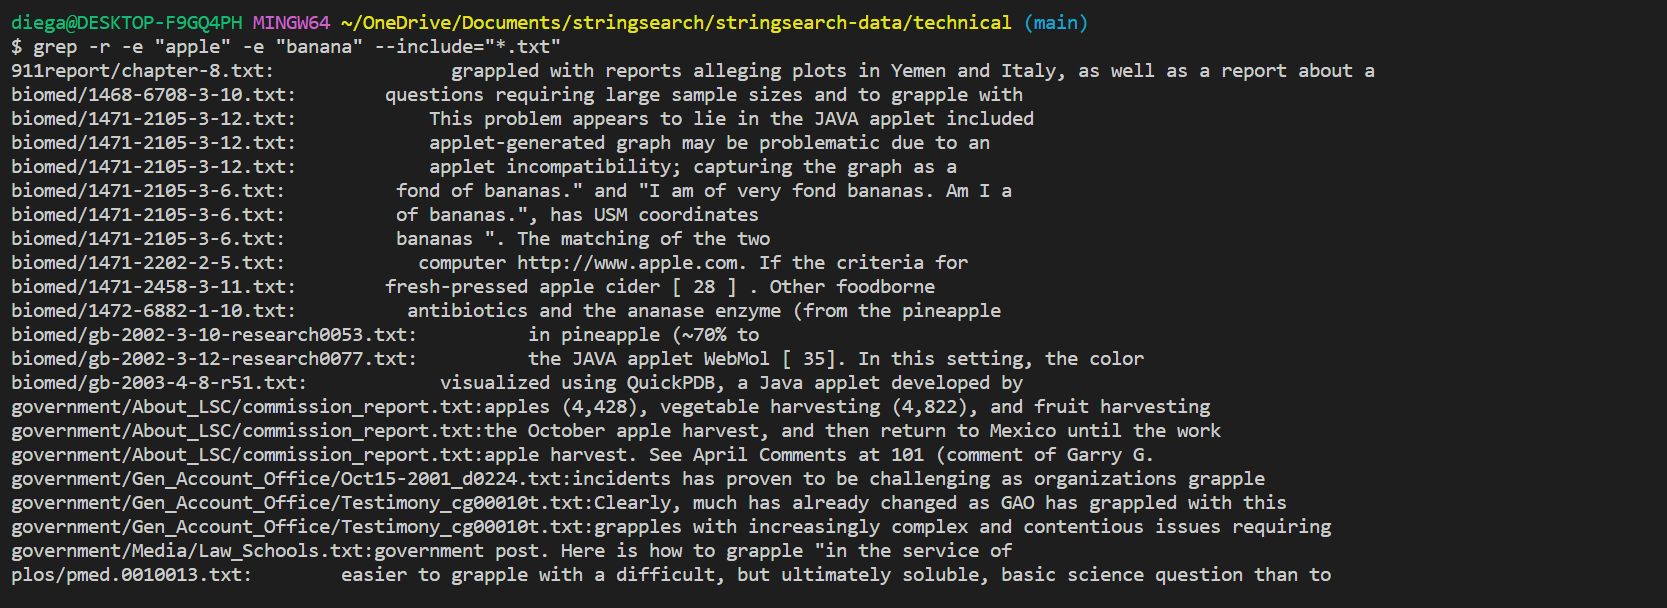 diega@DESKTOP-F9GQ4PH MINGW64 ~/OneDrive/Documents/stringsearch/stringsearch-data/technical (main)
$ grep -r -e "apple" -e "banana" --include="*.txt"
911report/chapter-8.txt:                grappled with reports alleging plots in Yemen and Italy, as well as a report about a
biomed/1468-6708-3-10.txt:        questions requiring large sample sizes and to grapple with
biomed/1471-2105-3-12.txt:            This problem appears to lie in the JAVA applet included
biomed/1471-2105-3-12.txt:            applet-generated graph may be problematic due to an
biomed/1471-2105-3-12.txt:            applet incompatibility; capturing the graph as a
biomed/1471-2105-3-6.txt:          fond of bananas." and "I am of very fond bananas. Am I a
biomed/1471-2105-3-6.txt:          of bananas.", has USM coordinates
biomed/1471-2105-3-6.txt:          bananas ". The matching of the two
biomed/1471-2202-2-5.txt:            computer http://www.apple.com. If the criteria for
biomed/1471-2458-3-11.txt:        fresh-pressed apple cider [ 28 ] . Other foodborne
biomed/1472-6882-1-10.txt:          antibiotics and the ananase enzyme (from the pineapple
biomed/gb-2002-3-10-research0053.txt:          in pineapple (~70% to
biomed/gb-2002-3-12-research0077.txt:          the JAVA applet WebMol [ 35]. In this setting, the color
biomed/gb-2003-4-8-r51.txt:            visualized using QuickPDB, a Java applet developed by
government/About_LSC/commission_report.txt:apples (4,428), vegetable harvesting (4,822), and fruit harvesting
government/About_LSC/commission_report.txt:the October apple harvest, and then return to Mexico until the work
government/About_LSC/commission_report.txt:apple harvest. See April Comments at 101 (comment of Garry G.
government/Gen_Account_Office/Oct15-2001_d0224.txt:incidents has proven to be challenging as organizations grapple
government/Gen_Account_Office/Testimony_cg00010t.txt:Clearly, much has already changed as GAO has grappled with this
government/Gen_Account_Office/Testimony_cg00010t.txt:grapples with increasingly complex and contentious issues requiring
government/Media/Law_Schools.txt:government post. Here is how to grapple "in the service of
plos/pmed.0010013.txt:        easier to grapple with a difficult, but ultimately soluble, basic science question than to